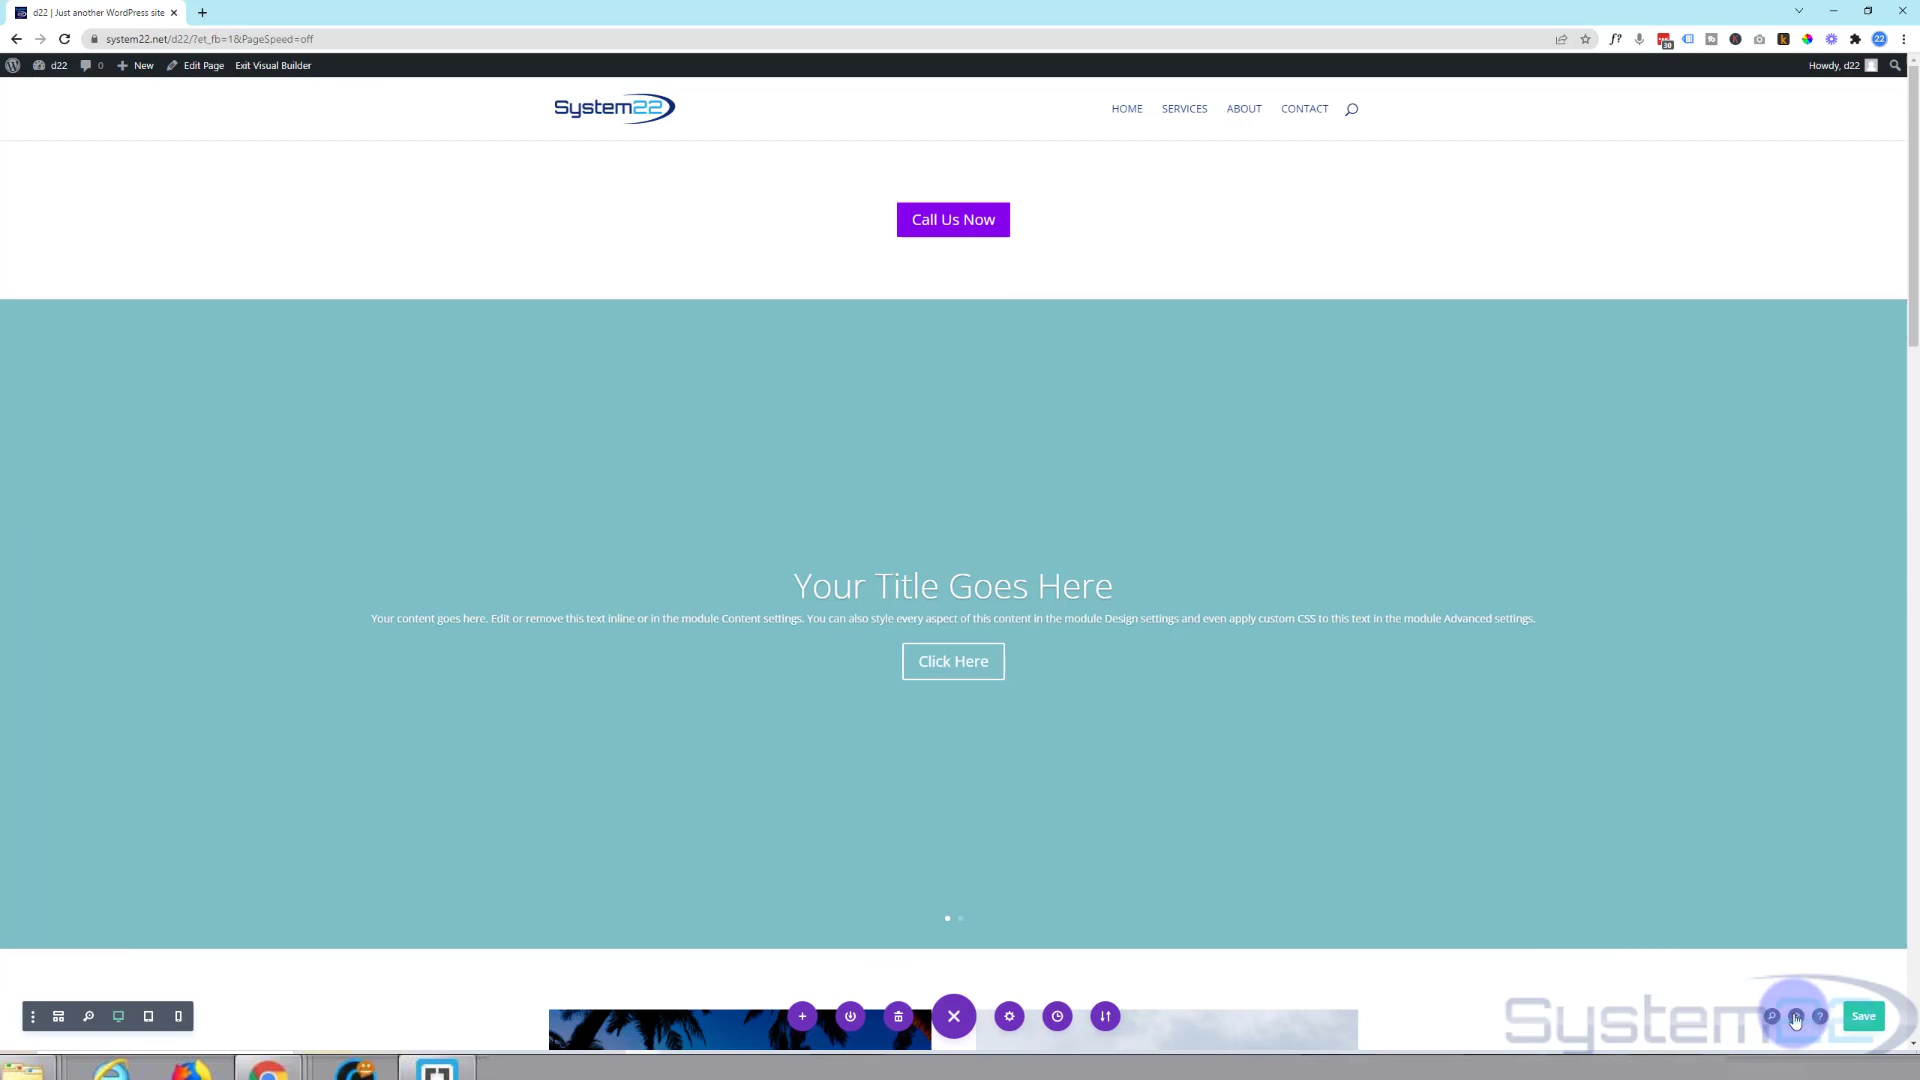 d22 | Just another WordPress site
system22.net/d22/?et_fb=1&PageSpeed=off
f?
30
22
d22
0
New
Edit Page
Exit Visual Builder
Howdy, d22
System22
HOME
SERVICES
ABOUT
CONTACT
Call Us Now
Your Title Goes Here
Your content goes here. Edit or remove this text inline or in the module Content settings. You can also style every aspect of this content in the module Design settings and even apply custom CSS to this text in the module Advanced settings.
Click Here
?
Save
System22